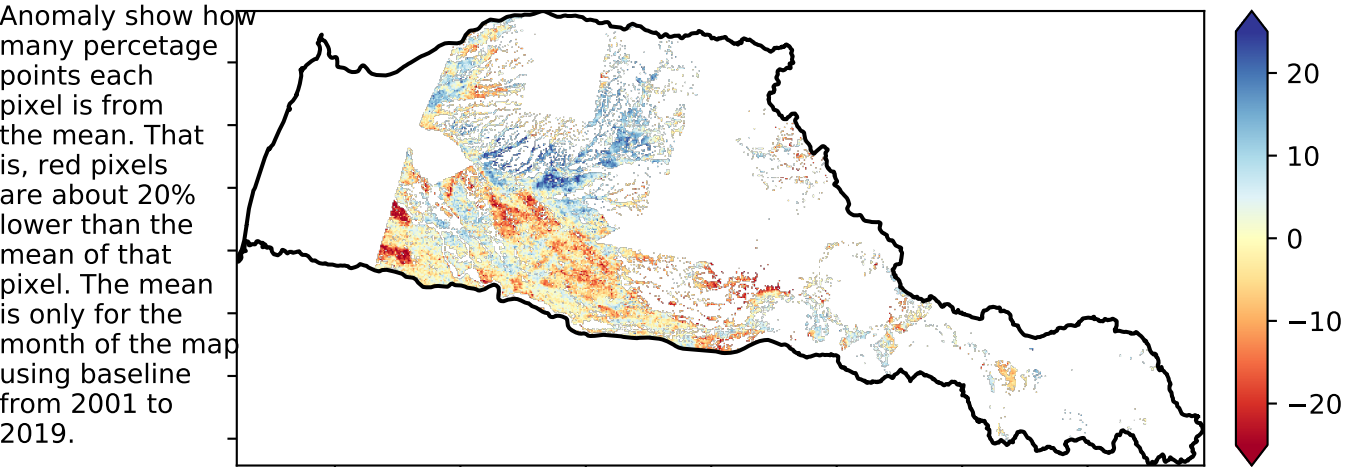 Anomaly show how
many percetage
points each
pixel is from
the mean. That
is, red pixels
are about 20%
lower than the
mean of that
pixel. The mean
is only for the
month of the map
using baseline
from 2001 to
2019.
20
10
0
−10
−20